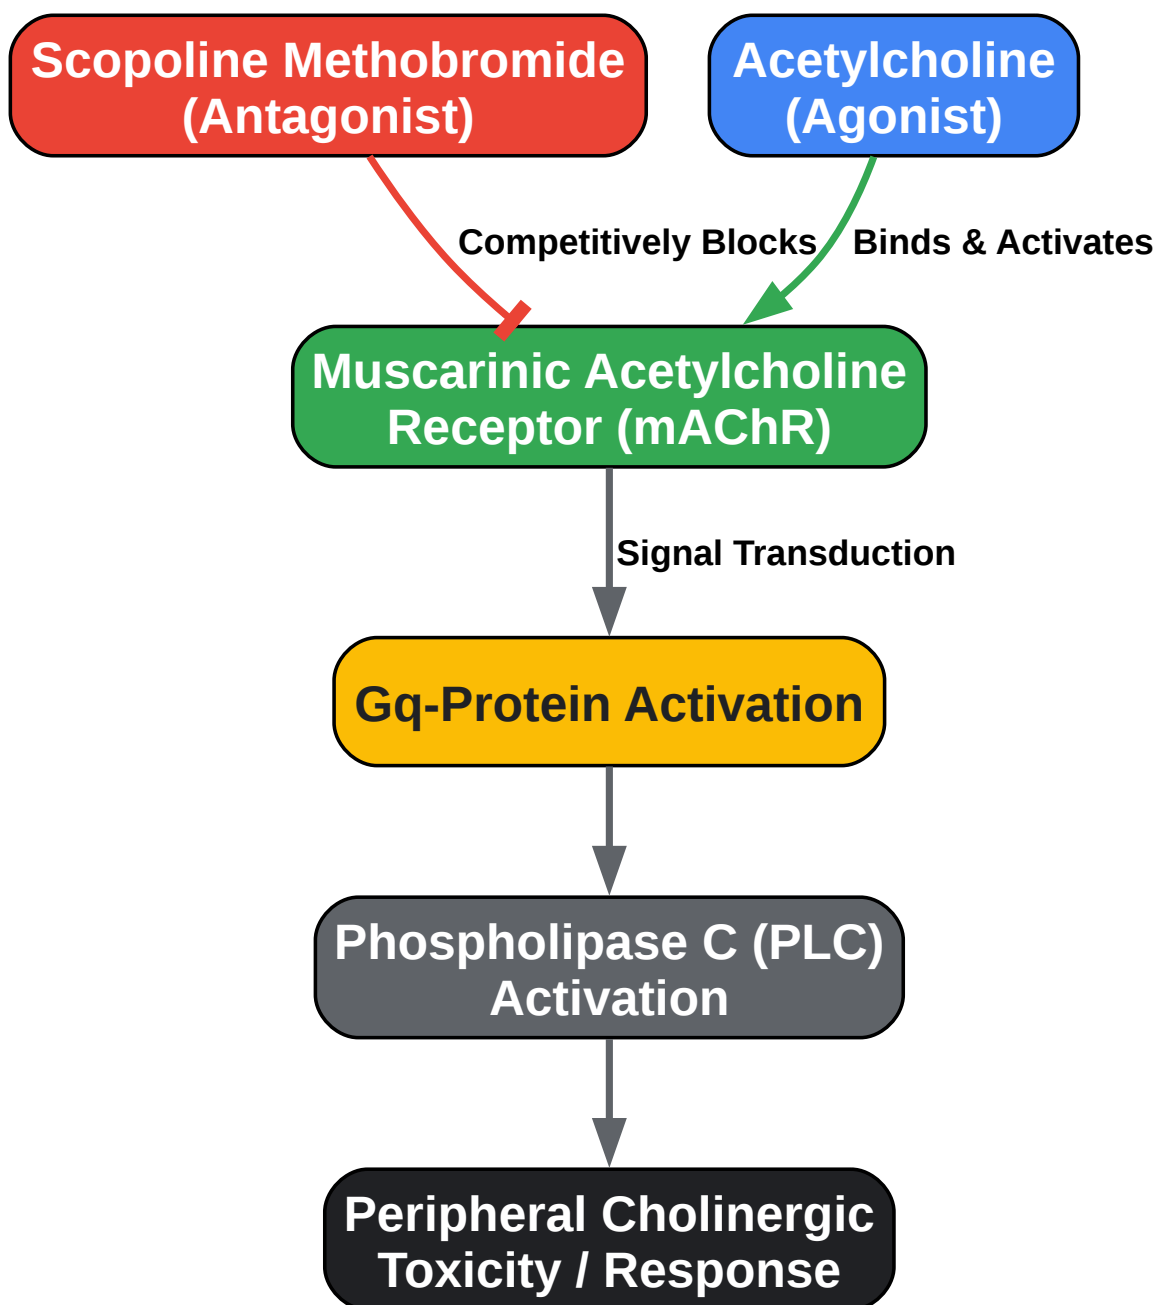 Scopoline Methobromide
(Antagonist)
Acetylcholine
(Agonist)
Competitively Blocks
Binds & Activates
Muscarinic Acetylcholine
Receptor (mAChR)
Signal Transduction
Gq-Protein Activation
Phospholipase C (PLC)
Activation
Peripheral Cholinergic
Toxicity / Response